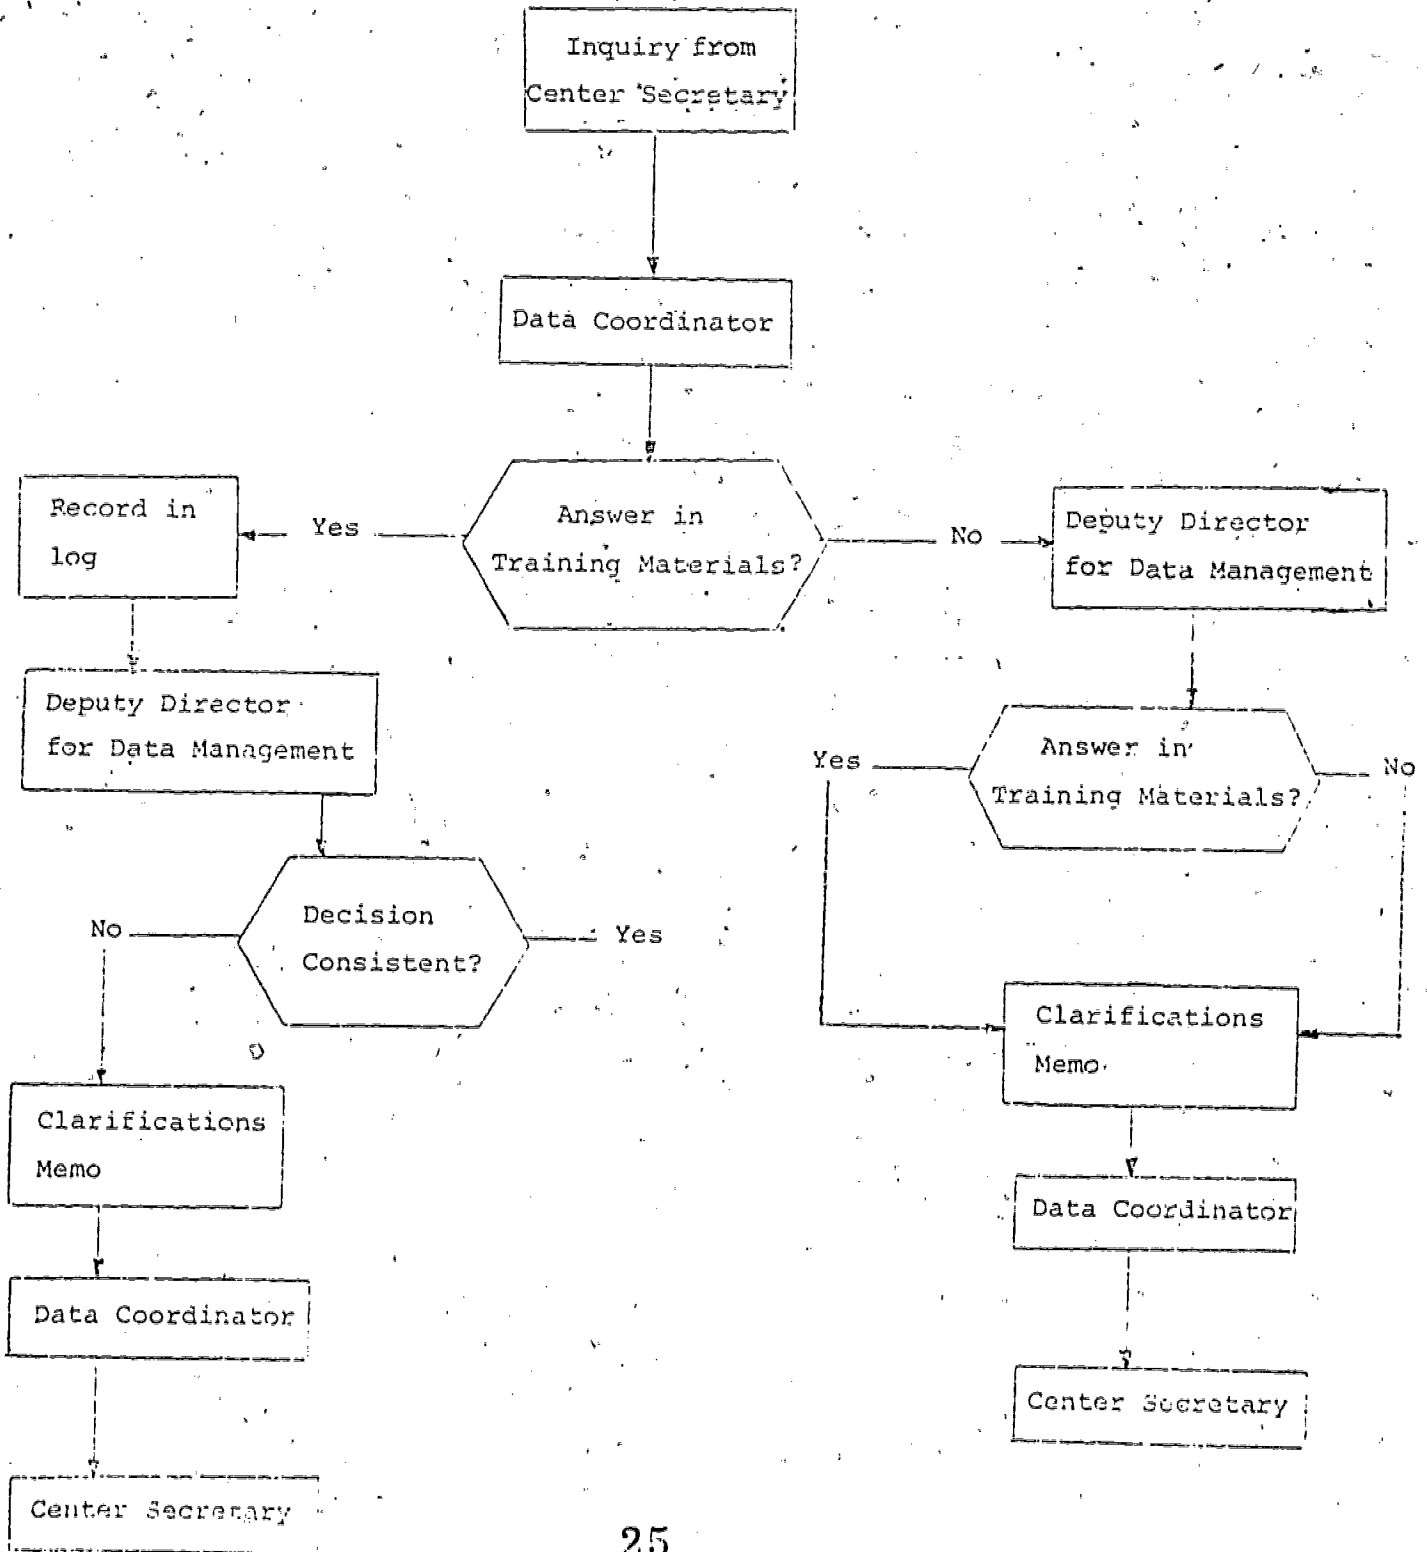 Inquiry from
Center Secretary
Data Coordinator
Answer in
Training Materials?
Yes
No
Record in
log
Deputy Director
for Data Management
Deputy Director
for Data Management
Decision
Consistent?
No
Yes
Clarifications
Memo
Data Coordinator
Center Secretary
Answer in
Training Materials?
Yes
No
Clarifications
Memo
Data Coordinator
Center Secretary
25